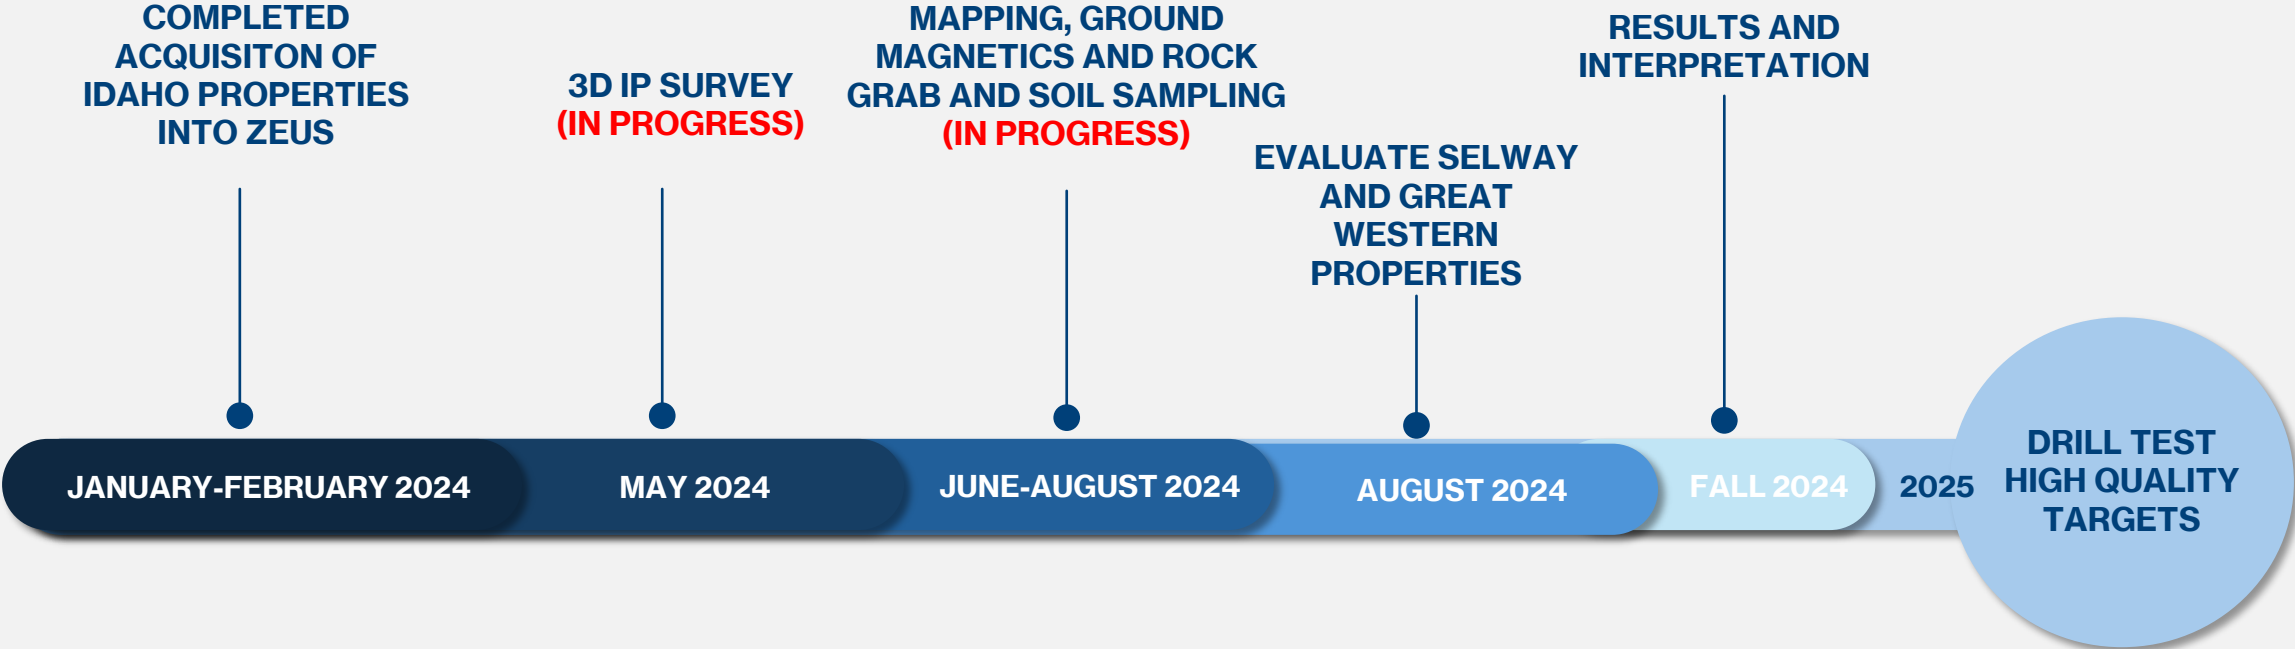 COMPLETED
ACQUISITON OF
IDAHO PROPERTIES
INTO ZEUS
3D IP SURVEY
(IN PROGRESS)
MAPPING, GROUND
MAGNETICS AND ROCK
GRAB AND SOIL SAMPLING
(IN PROGRESS)
EVALUATE SELWAY
AND GREAT
WESTERN
PROPERTIES
RESULTS AND
INTERPRETATION
JANUARY-FEBRUARY 2024
MAY 2024
JUNE-AUGUST 2024
AUGUST 2024
FALL 2024
2025
DRILL TEST
HIGH QUALITY
TARGETS